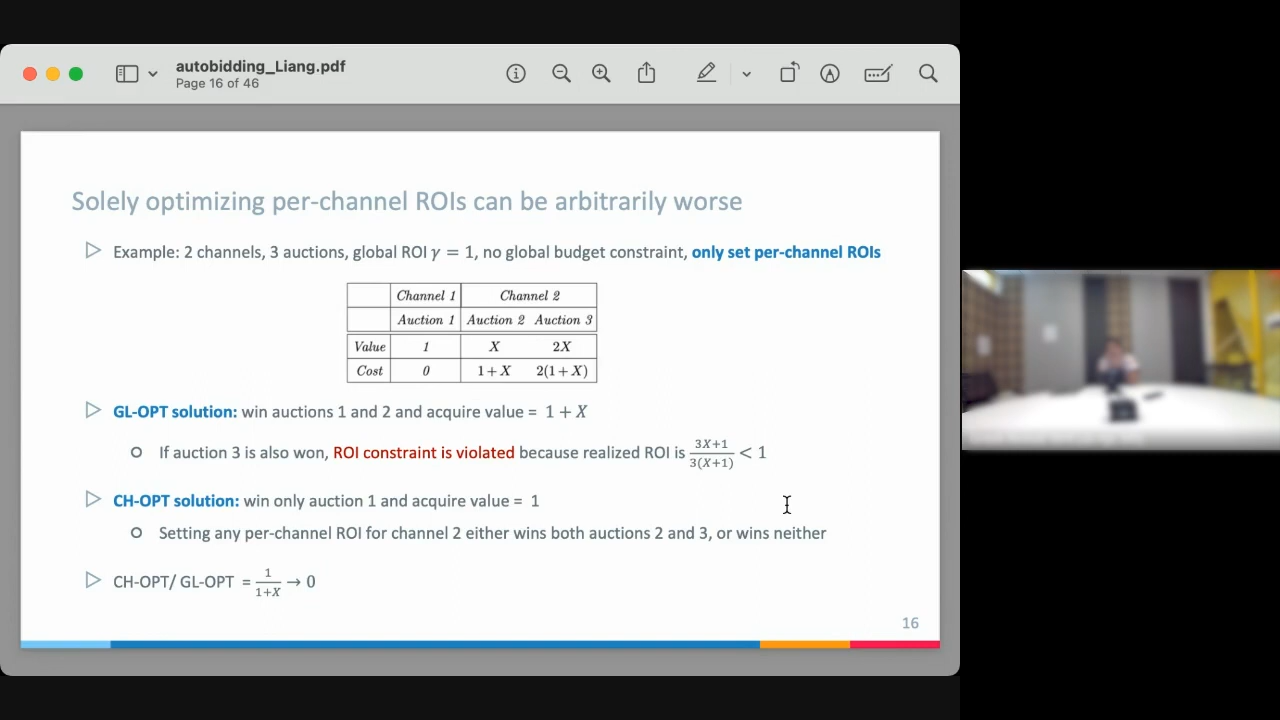 autobidding_Liang.pdf
Page 16 of 46
Solely optimizing per-channel ROIs can be arbitrarily worse
Example: 2 channels, 3 auctions, global ROI γ = 1, no global budget constraint, only set per-channel ROIs
Channel 1 Channel 2
Auction 1 Auction 2 Auction 3
Value 1 X 2X
Cost 0 1+X 2(1+X)
GL-OPT solution: win auctions 1 and 2 and acquire value = 1 + X
If auction 3 is also won, ROI constraint is violated because realized ROI is 3X+1/3(X+1) < 1
CH-OPT solution: win only auction 1 and acquire value = 1
Setting any per-channel ROI for channel 2 either wins both auctions 2 and 3, or wins neither
CH-OPT/ GL-OPT = 1/1+X → 0
16